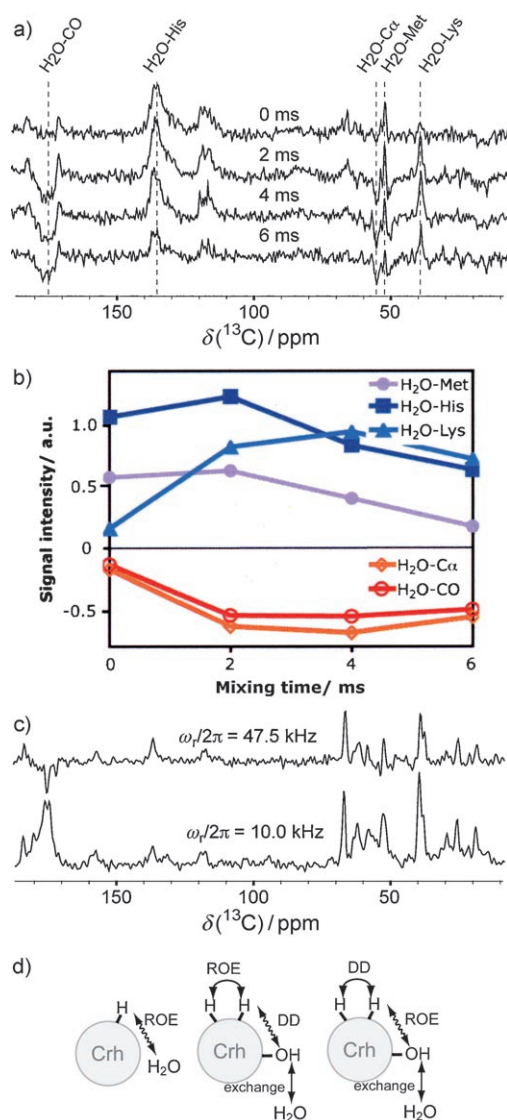 a)
H2O-CO
H2O-His
H2O-Cα
H2O-Met
H2O-Lys
0 ms
2 ms
4 ms
6 ms
150 100 50
δ(¹³C) / ppm
b)
H2O-Met
H2O-His
H2O-Lys
1.0
0.5
0
-0.5
Signal intensity/ a.u.
H2O-Cα
H2O-CO
0 2 4 6
Mixing time/ ms
c)
ωr/2π = 47.5 kHz
ωr/2π = 10.0 kHz
150 100 50
δ(¹³C) / ppm
d)
ROE DD
H H H H H
ROE DD ROE
Crh H₂O Crh OH Crh OH
exchange exchange
H₂O H₂O